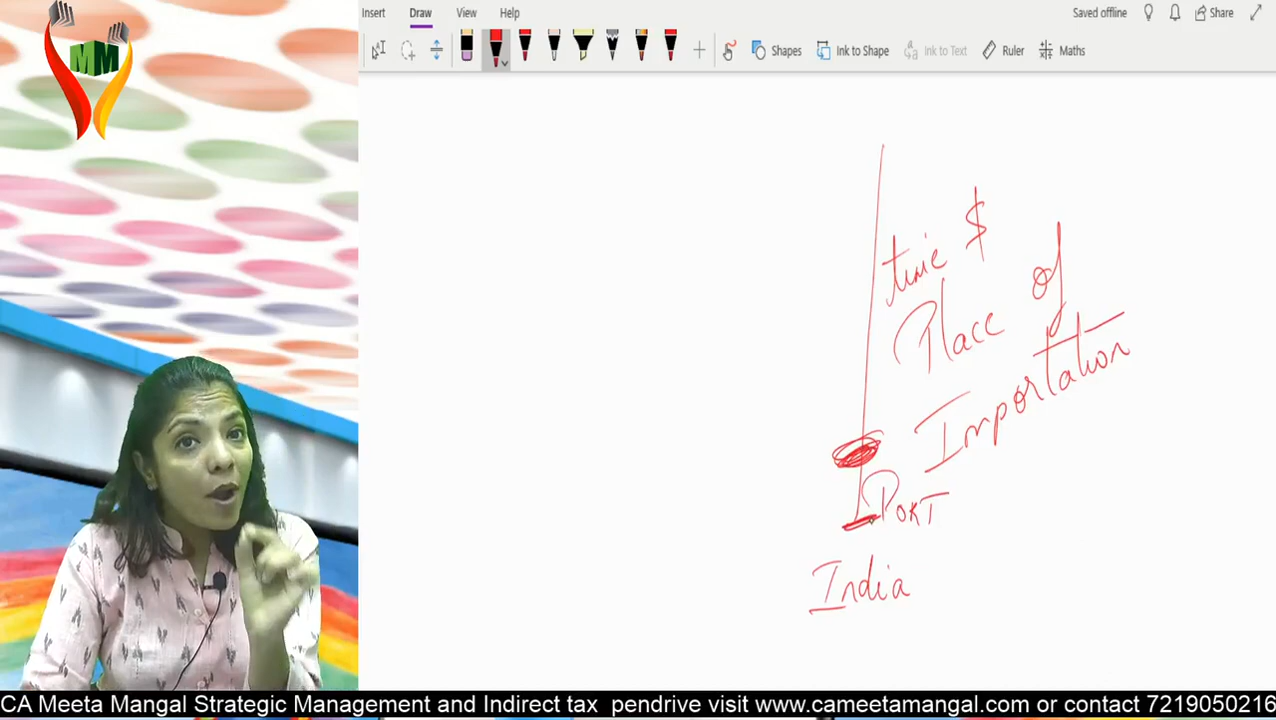 Insert Draw View Help Saved offline Share
Shapes Ink to Shape Ink to Text Ruler Maths
MM
time $
Place of
Importation
PORT
India
CA Meeta Mangal Strategic Management and Indirect tax pendrive visit www.cameetamangal.com or contact 7219050216